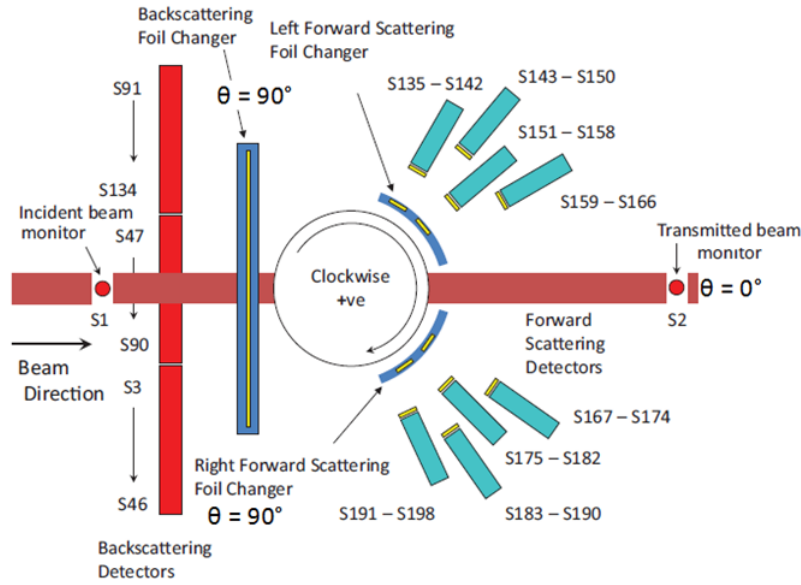 Backscattering
Foil Changer
Left Forward Scattering
Foil Changer
S91
θ = 90°
S135 – S142
S143 – S150
S151 – S158
S134
S159 – S166
Incident beam
monitor
S47
Transmitted beam
monitor
Clockwise
+ve
θ = 0°
S1
S2
Beam
Direction
S90
Forward
Scattering
Detectors
S3
S167 – S174
S175 – S182
Right Forward Scattering
Foil Changer
S46
θ = 90°
S191 – S198
S183 – S190
Backscattering
Detectors